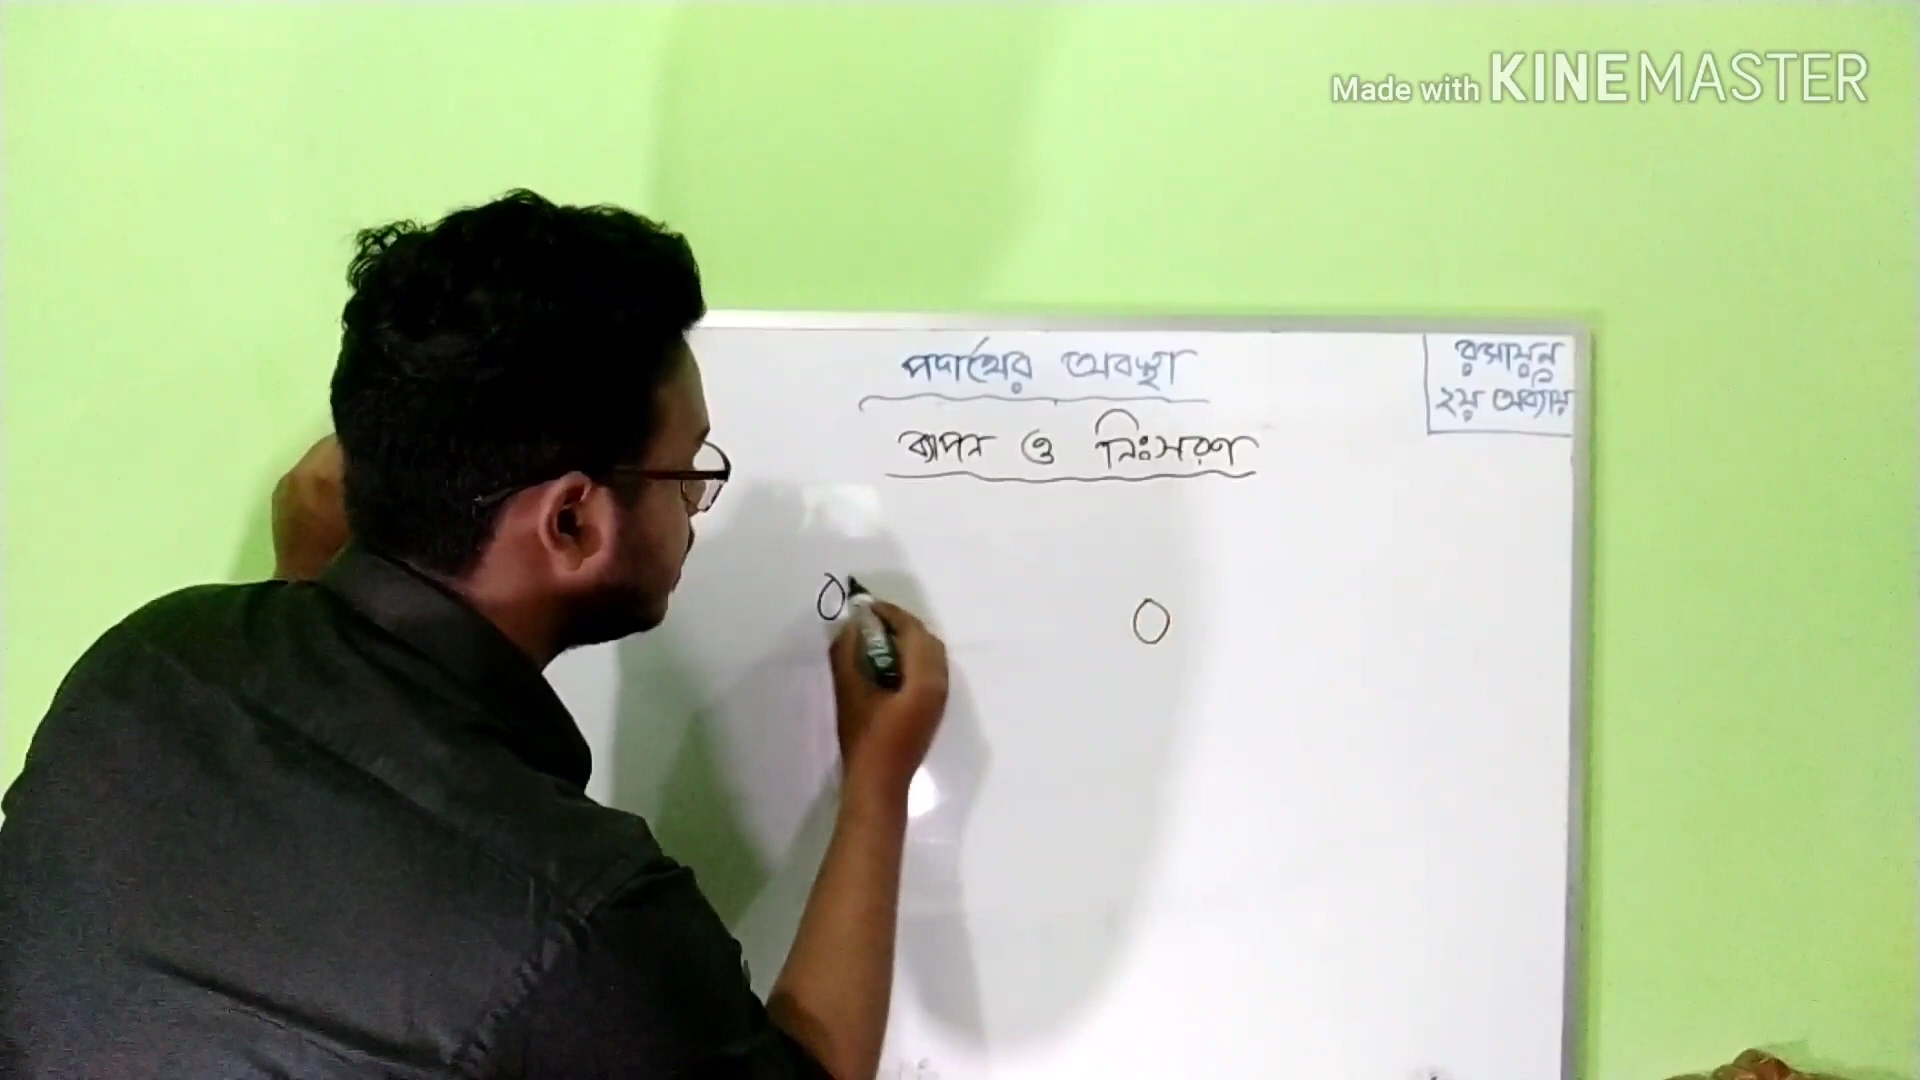 Made with KINEMASTER
পদার্থের অবস্থা
রসায়ন
২য় অধ্যায়
ব্যাপন ও নিঃসরণ